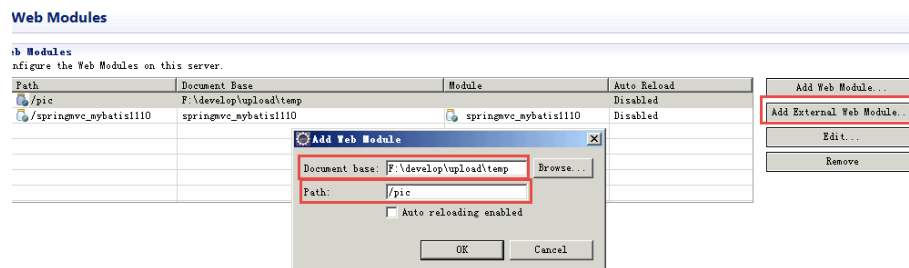 Web Modules
eb Modules
nfigure the Web Modules on this server.
Path Document Base Module Auto Reload
/pic F:\develop\upload\temp Disabled
/springmvc_mybatis1110 springmvc_mybatis1110 springmvc_mybatis1110 Disabled
Add Web Module...
Add External Web Module...
Edit...
Remove
Add Web Module
Document base: F:\develop\upload\temp Browse...
Path: /pic
Auto reloading enabled
OK Cancel